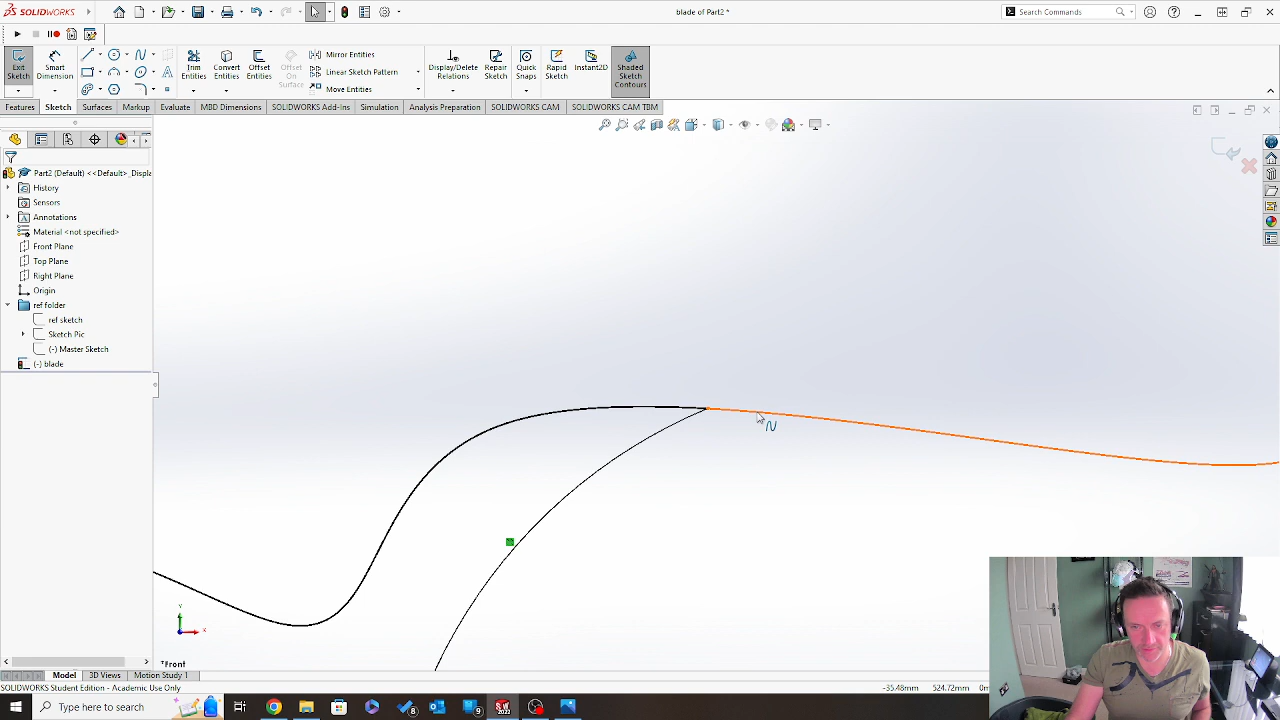 SOLIDWORKS
blade of Part2 *
Search Commands
Exit Sketch
Smart Dimension
Trim Entities
Convert Entities
Offset Entities
Offset On Surface
Mirror Entities
Linear Sketch Pattern
Move Entities
Display/Delete Relations
Repair Sketch
Quick Snaps
Rapid Sketch
Instant2D
Shaded Sketch Contours
Features
Sketch
Surfaces
Markup
Evaluate
MBD Dimensions
SOLIDWORKS Add-Ins
Simulation
Analysis Preparation
SOLIDWORKS CAM
SOLIDWORKS CAM TBM
Part2 (Default) <<Default>_Displa
History
Sensors
Annotations
Material <not specified>
Front Plane
Top Plane
Right Plane
Origin
ref folder
ref sketch
Sketch Pic
(-) Master Sketch
(-) blade
Y
X
*Front
Model
3D Views
Motion Study 1
SOLIDWORKS Student Edition - Academic Use Only
-35.48mm
524.72mm
Type here to search